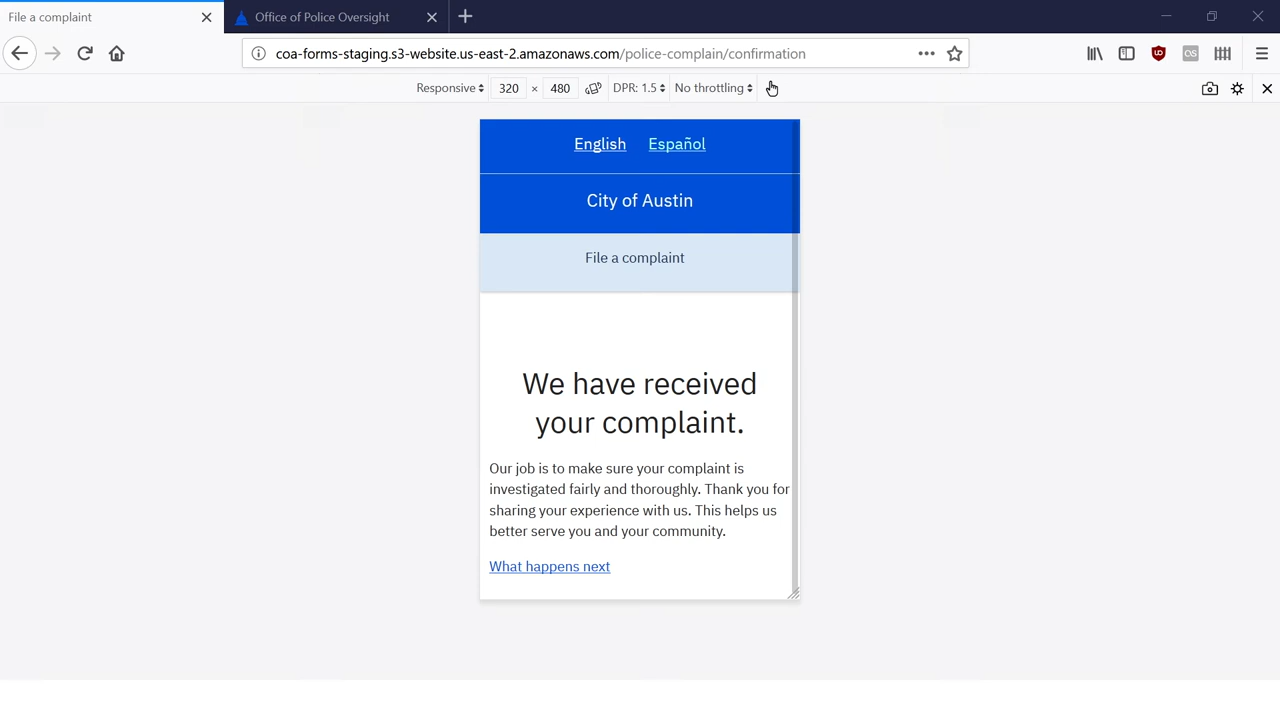 File a complaint
Office of Police Oversight
coa-forms-staging.s3-website.us-east-2.amazonaws.com/police-complain/confirmation
Responsive 320 × 480 DPR: 1.5 No throttling
English Español
City of Austin
File a complaint
We have received
your complaint.
Our job is to make sure your complaint is
investigated fairly and thoroughly. Thank you for
sharing your experience with us. This helps us
better serve you and your community.
What happens next